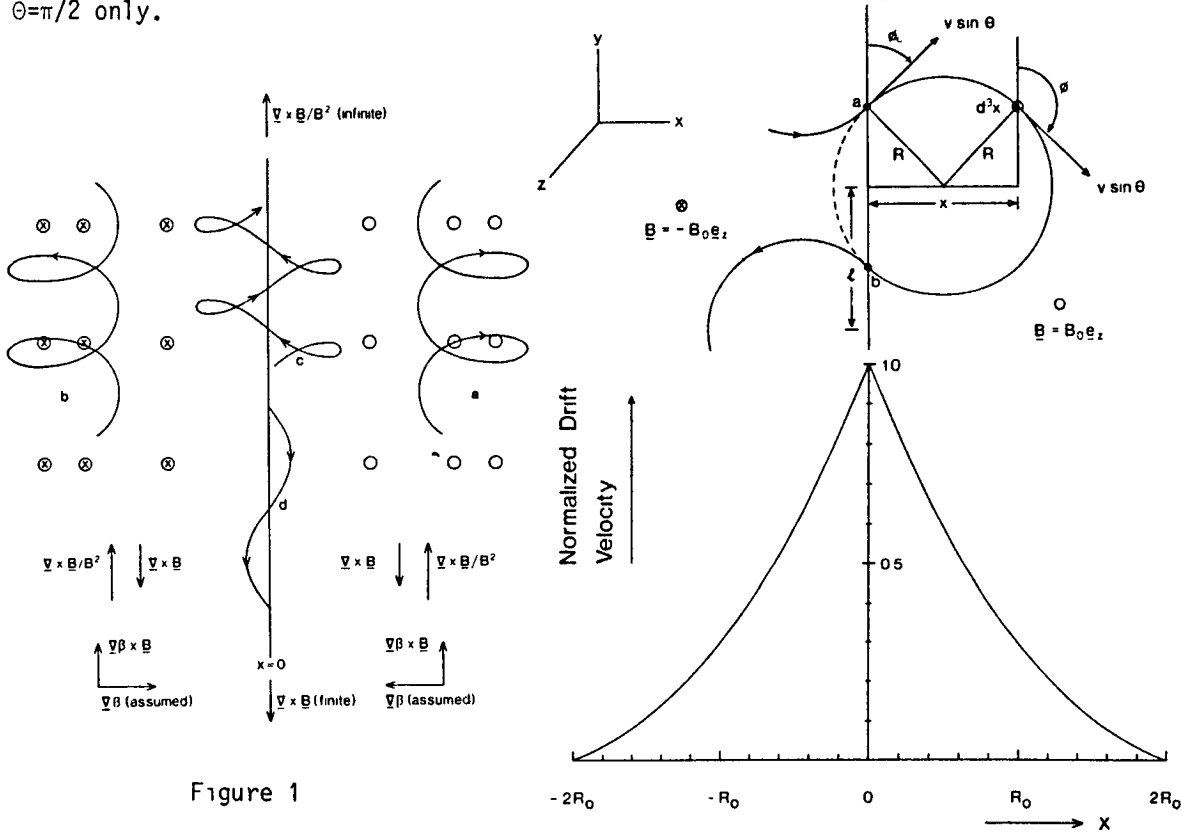 Θ=π/2 only.
∇ × B/B² (infinite)
b
a
c
d
∇ × B/B²
∇ × B
∇ × B
∇ × B/B²
∇β × B
∇β × B
x=0
∇β (assumed)
∇ × B (finite)
∇β (assumed)
Figure 1
y
x
z
v sin θ
a
d³x
ø
R
R
v sin θ
x
B = -B₀e_z
ℓ
b
B = B₀e_z
Normalized Drift
Velocity
10
05
-2R₀
-R₀
0
R₀
2R₀
X